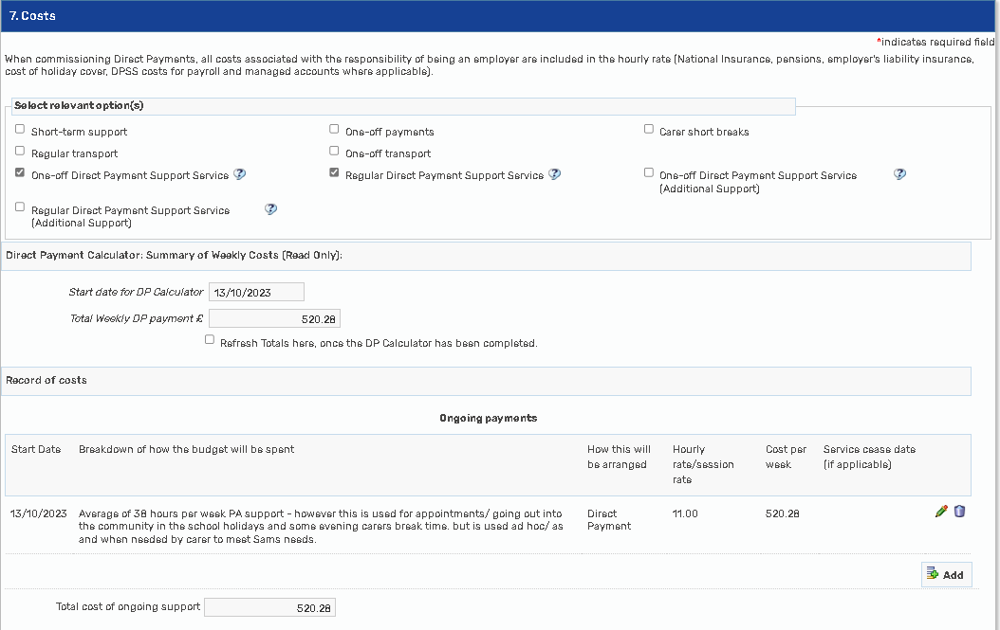 7. Costs
*indicates required field
When commissioning Direct Payments, all costs associated with the responsibility of being an employer are included in the hourly rate (National Insurance, pensions, employer's liability insurance,
cost of holiday cover, DPSS costs for payroll and managed accounts where applicable).
Select relevant option(s)
Short-term support One-off payments Carer short breaks
Regular transport One-off transport
One-off Direct Payment Support Service ? Regular Direct Payment Support Service ? One-off Direct Payment Support Service ?
(Additional Support)
Regular Direct Payment Support Service ?
(Additional Support)
Direct Payment Calculator: Summary of Weekly Costs (Read Only):
Start date for DP Calculator 13/10/2023
Total Weekly DP payment £ 520.28
Refresh Totals here, once the DP Calculator has been completed.
Record of costs
Ongoing payments
Start Date Breakdown of how the budget will be spent How this will Hourly Cost per Service cease date
be arranged rate/session week (if applicable)
rate
13/10/2023 Average of 38 hours per week PA support - however this is used for appointments/ going out into Direct 11.00 520.28
the community in the school holidays and some evening carers break time. but is used ad hoc/ as Payment
and when needed by carer to meet Sams needs.
Add
Total cost of ongoing support 520.28